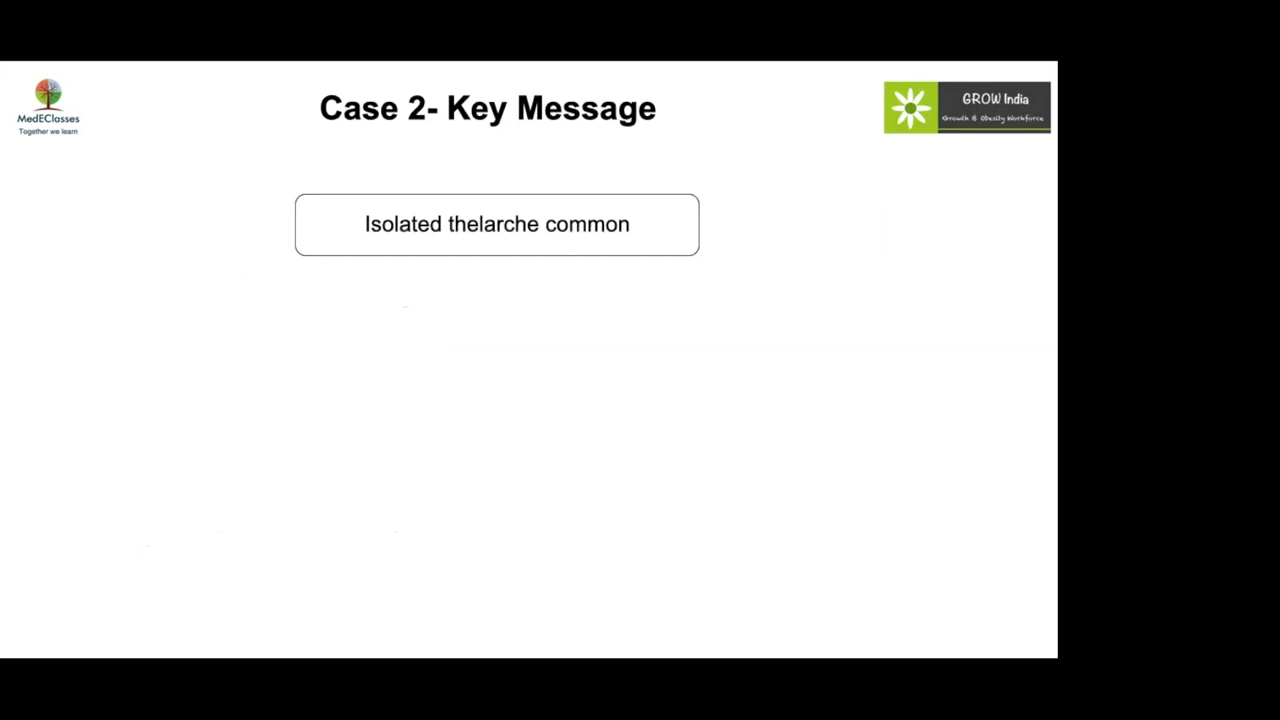 Case 2- Key Message
MedEClasses
Together we learn
GROW India
Growth & Obesity Workforce
Isolated thelarche common